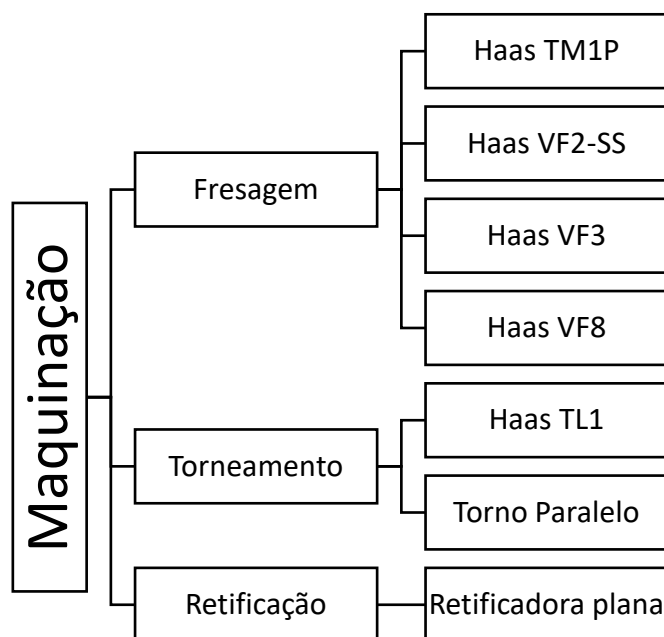 Maquinação
Fresagem
Haas TM1P
Haas VF2-SS
Haas VF3
Haas VF8
Torneamento
Haas TL1
Torno Paralelo
Retificação
Retificadora plana